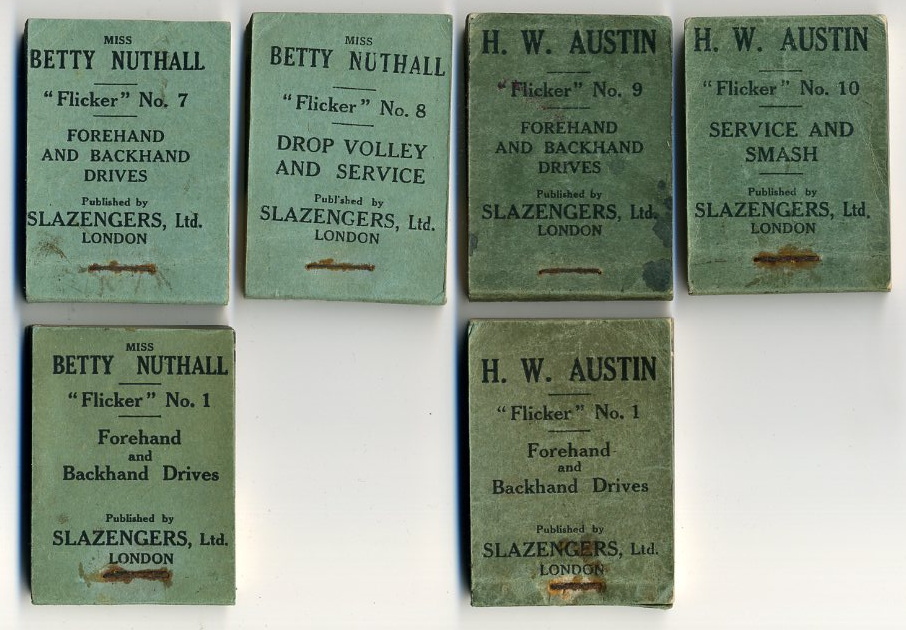 MISS
BETTY NUTHALL
“Flicker” No. 7
FOREHAND
AND BACKHAND
DRIVES
Published by
SLAZENGERS, Ltd.
LONDON
MISS
BETTY NUTHALL
“Flicker” No. 8
DROP VOLLEY
AND SERVICE
Published by
SLAZENGERS, Ltd.
LONDON
H. W. AUSTIN
“Flicker” No. 9
FOREHAND
AND BACKHAND
DRIVES
Published by
SLAZENGERS, Ltd.
LONDON
H. W. AUSTIN
“Flicker” No. 10
SERVICE AND
SMASH
Published by
SLAZENGERS, Ltd.
LONDON
MISS
BETTY NUTHALL
“Flicker” No. 1
Forehand
and
Backhand Drives
Published by
SLAZENGERS, Ltd.
LONDON
H. W. AUSTIN
“Flicker” No. 1
Forehand
and
Backhand Drives
Published by
SLAZENGERS, Ltd.
LONDON